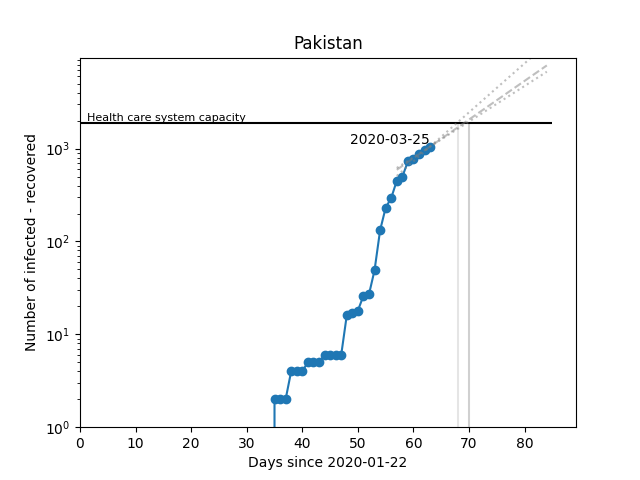 Pakistan
Health care system capacity
2020-03-25
Number of infected - recovered
10³
10²
10¹
10⁰
0 10 20 30 40 50 60 70 80
Days since 2020-01-22